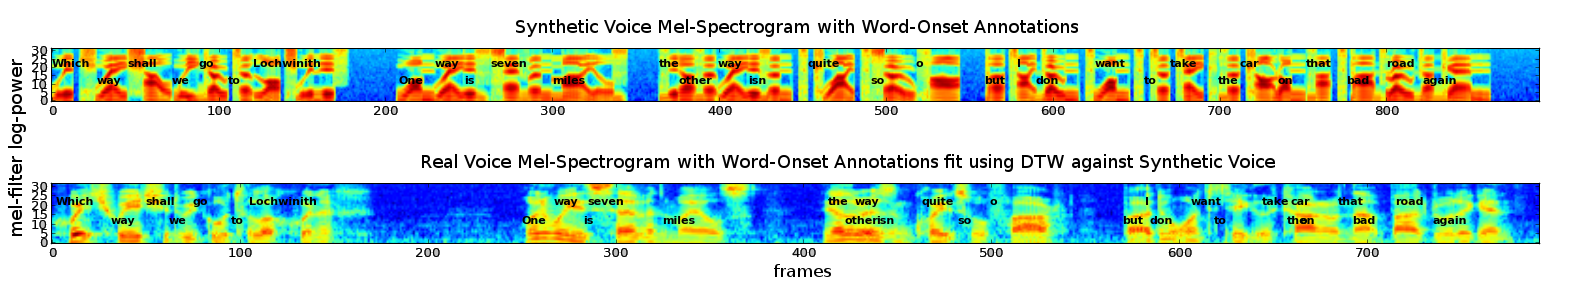 Synthetic Voice Mel-Spectrogram with Word-Onset Annotations
30 25 20 15 10 5 0
Which shall go Lochwinith way seven the way quite o I want take car that road
way we to One is miles other isn so but don to the on bad again
0 100 200 300 400 500 600 700 800
mel-filter log-power
Real Voice Mel-Spectrogram with Word-Onset Annotations fit using DTW against Synthetic Voice
30 25 20 15 10 5 0
Which shall go Lochwinith way seven the way quite o want take car that road
way we to One is miles other isn so but don to the on bad again
0 100 200 300 400 500 600 700
frames